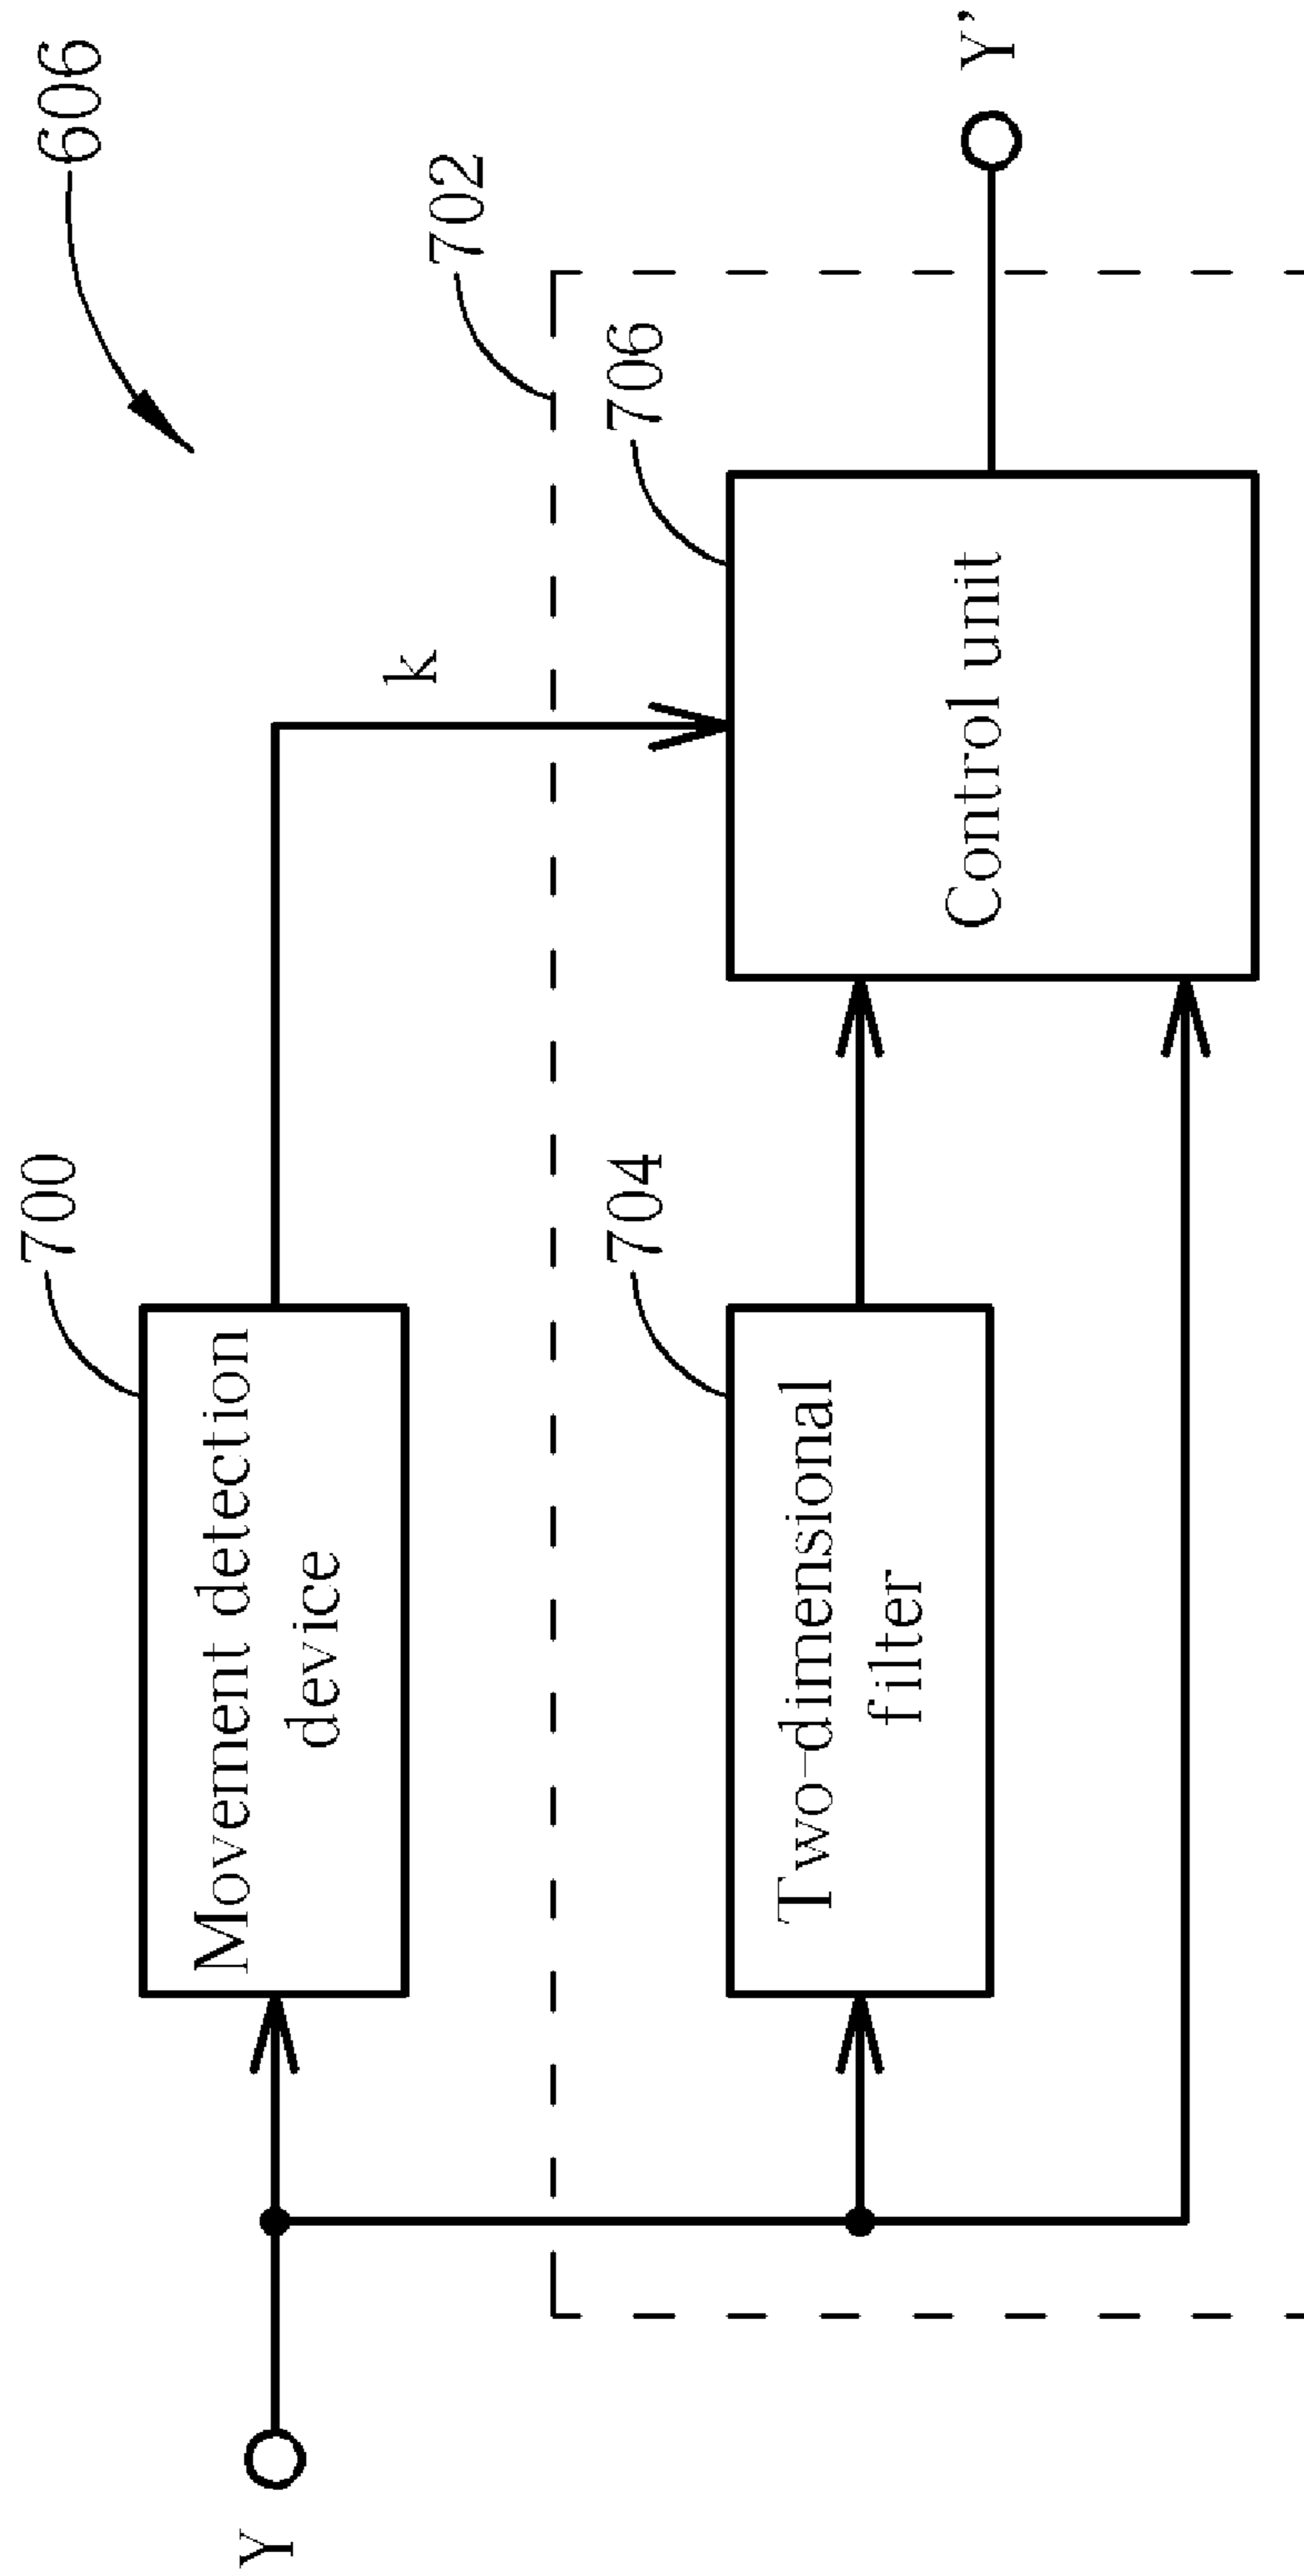 606
700
Movement detection
device
k
702
Y
704
706
Two-dimensional
filter
Control unit
Y'